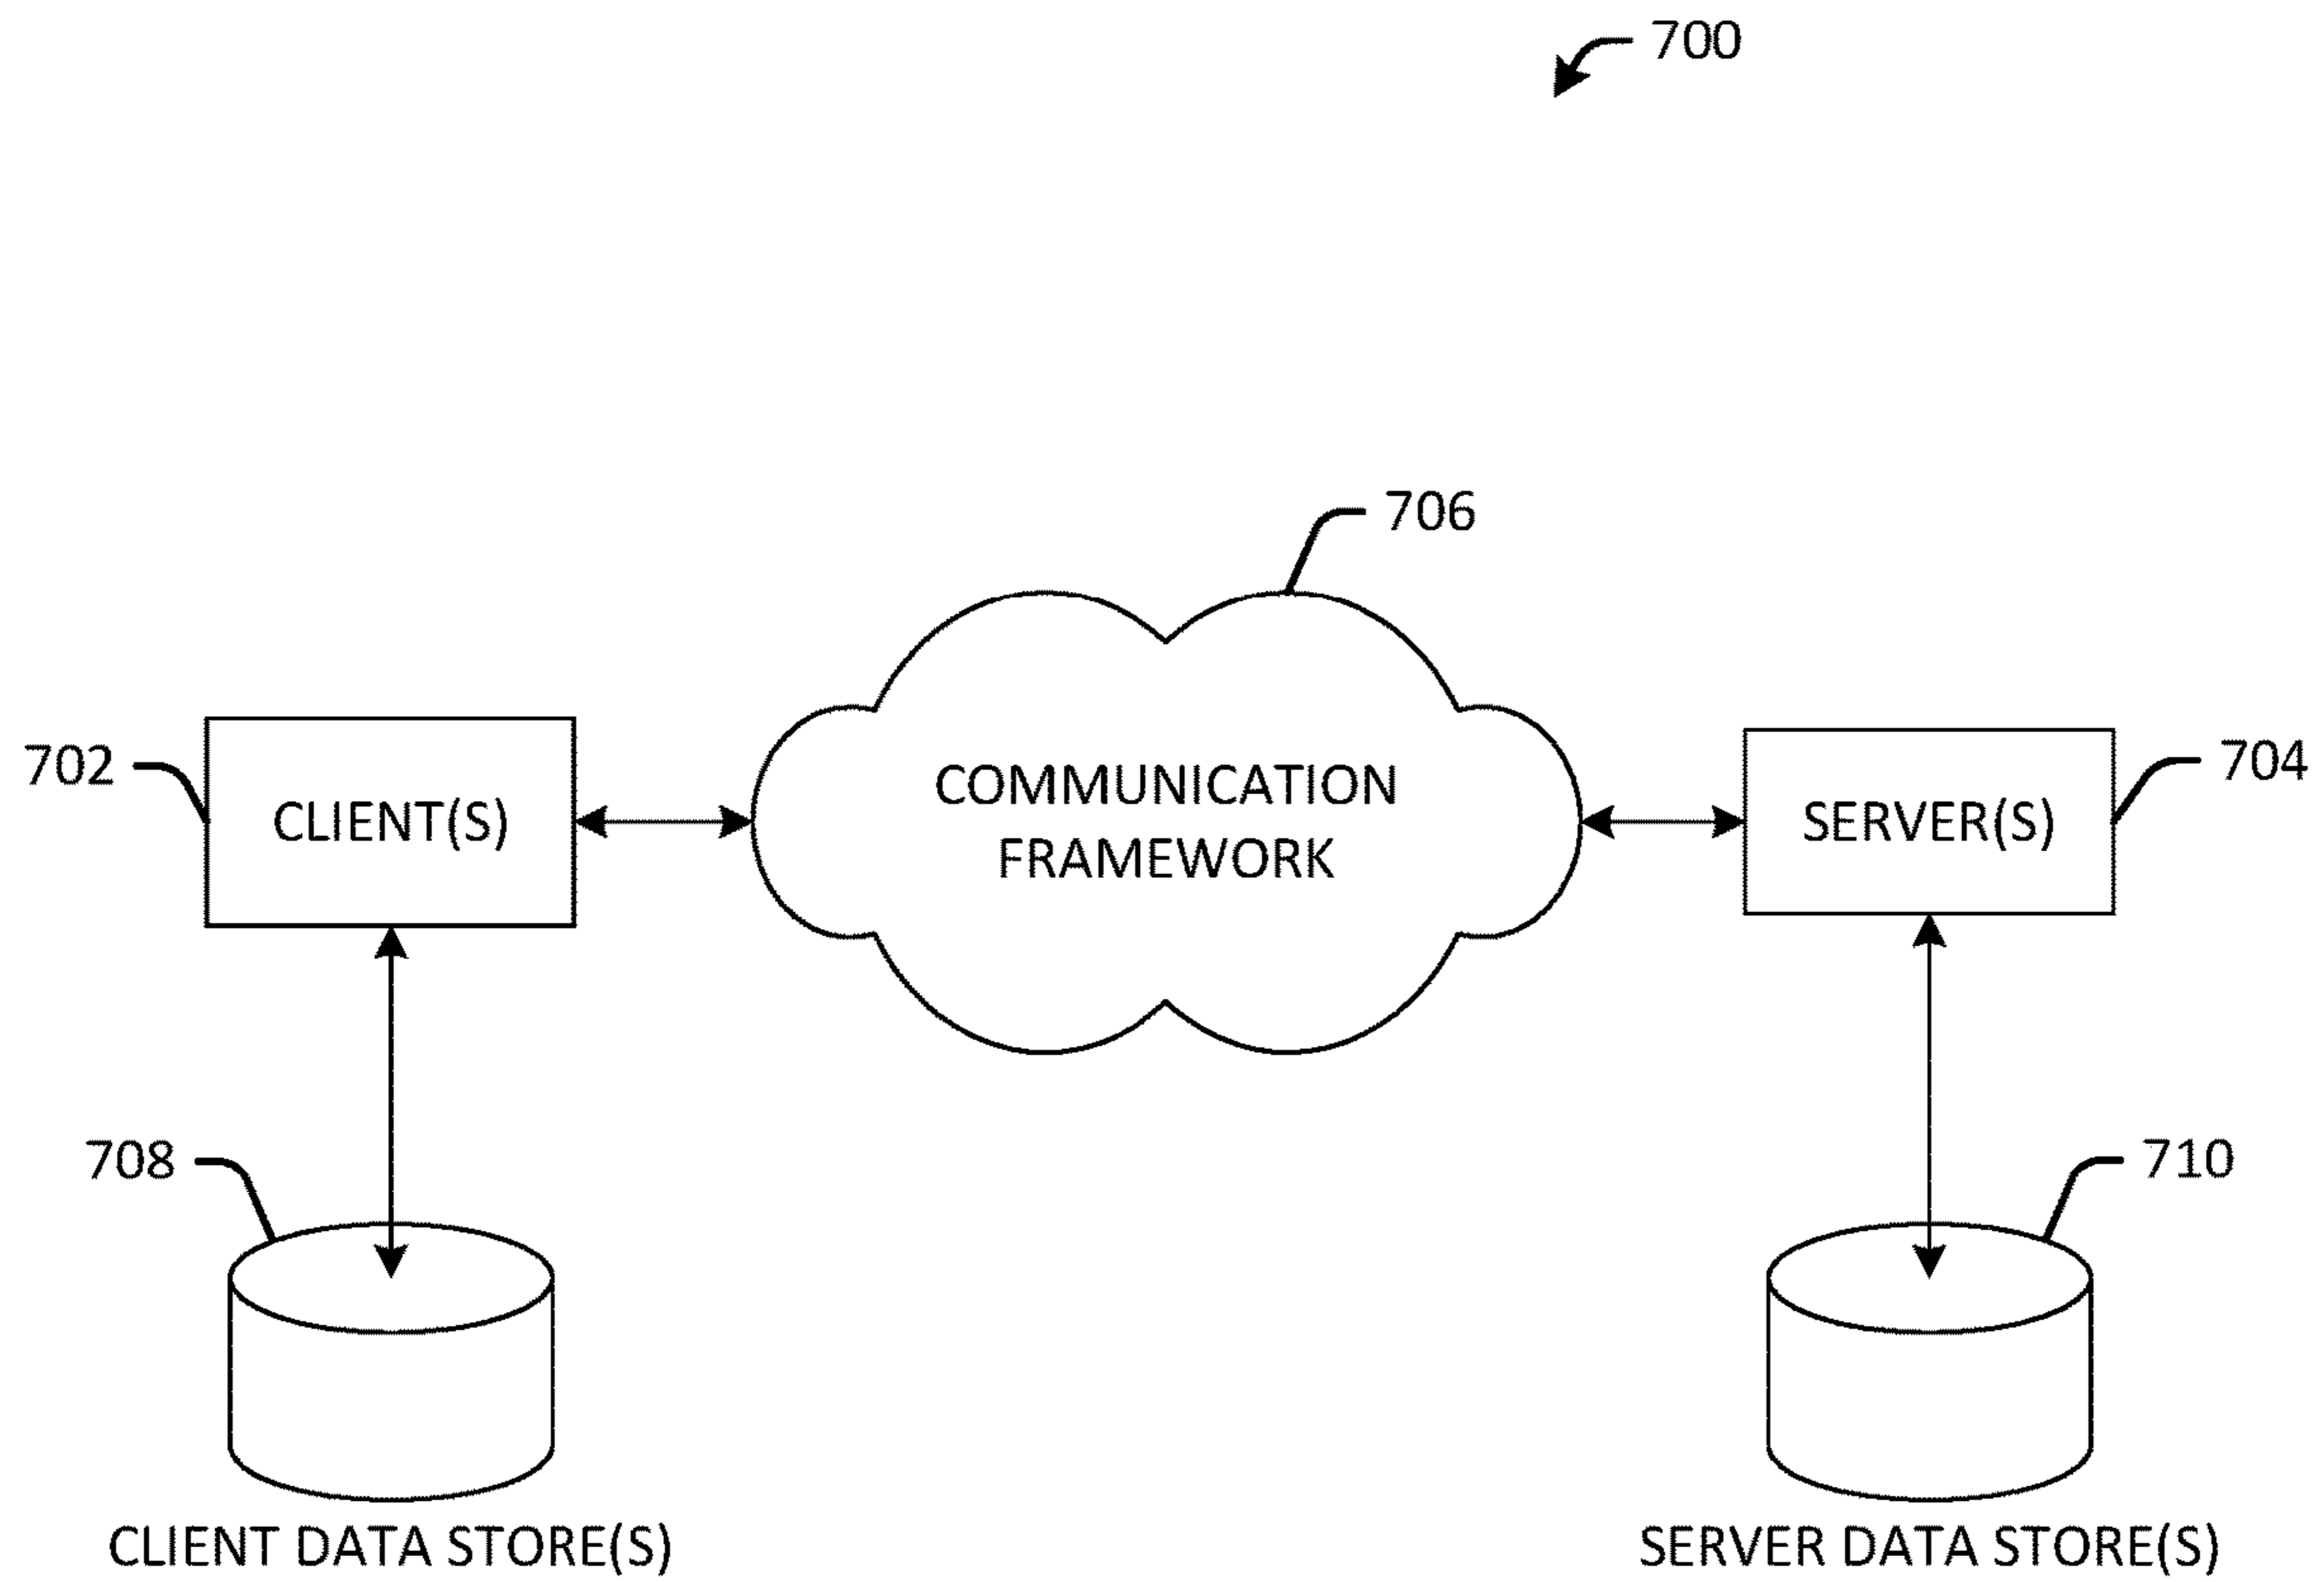 700
706
702
CLIENT(S)
COMMUNICATION
FRAMEWORK
SERVER(S)
704
708
710
CLIENT DATA STORE(S)
SERVER DATA STORE(S)